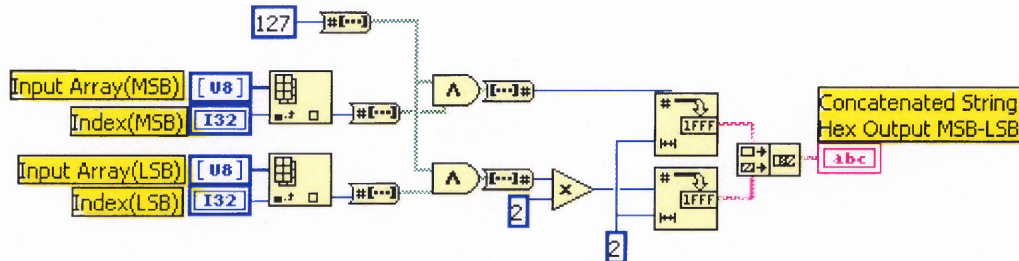 127
#[...]
Input Array(MSB)
[U8]
Index(MSB)
I32
#[...]
[...]#
#
1FFF
Concatenated String
Hex Output MSB-LSB
abc
Input Array(LSB)
[U8]
Index(LSB)
I32
#[...]
[...]#
2
x
#
1FFF
2